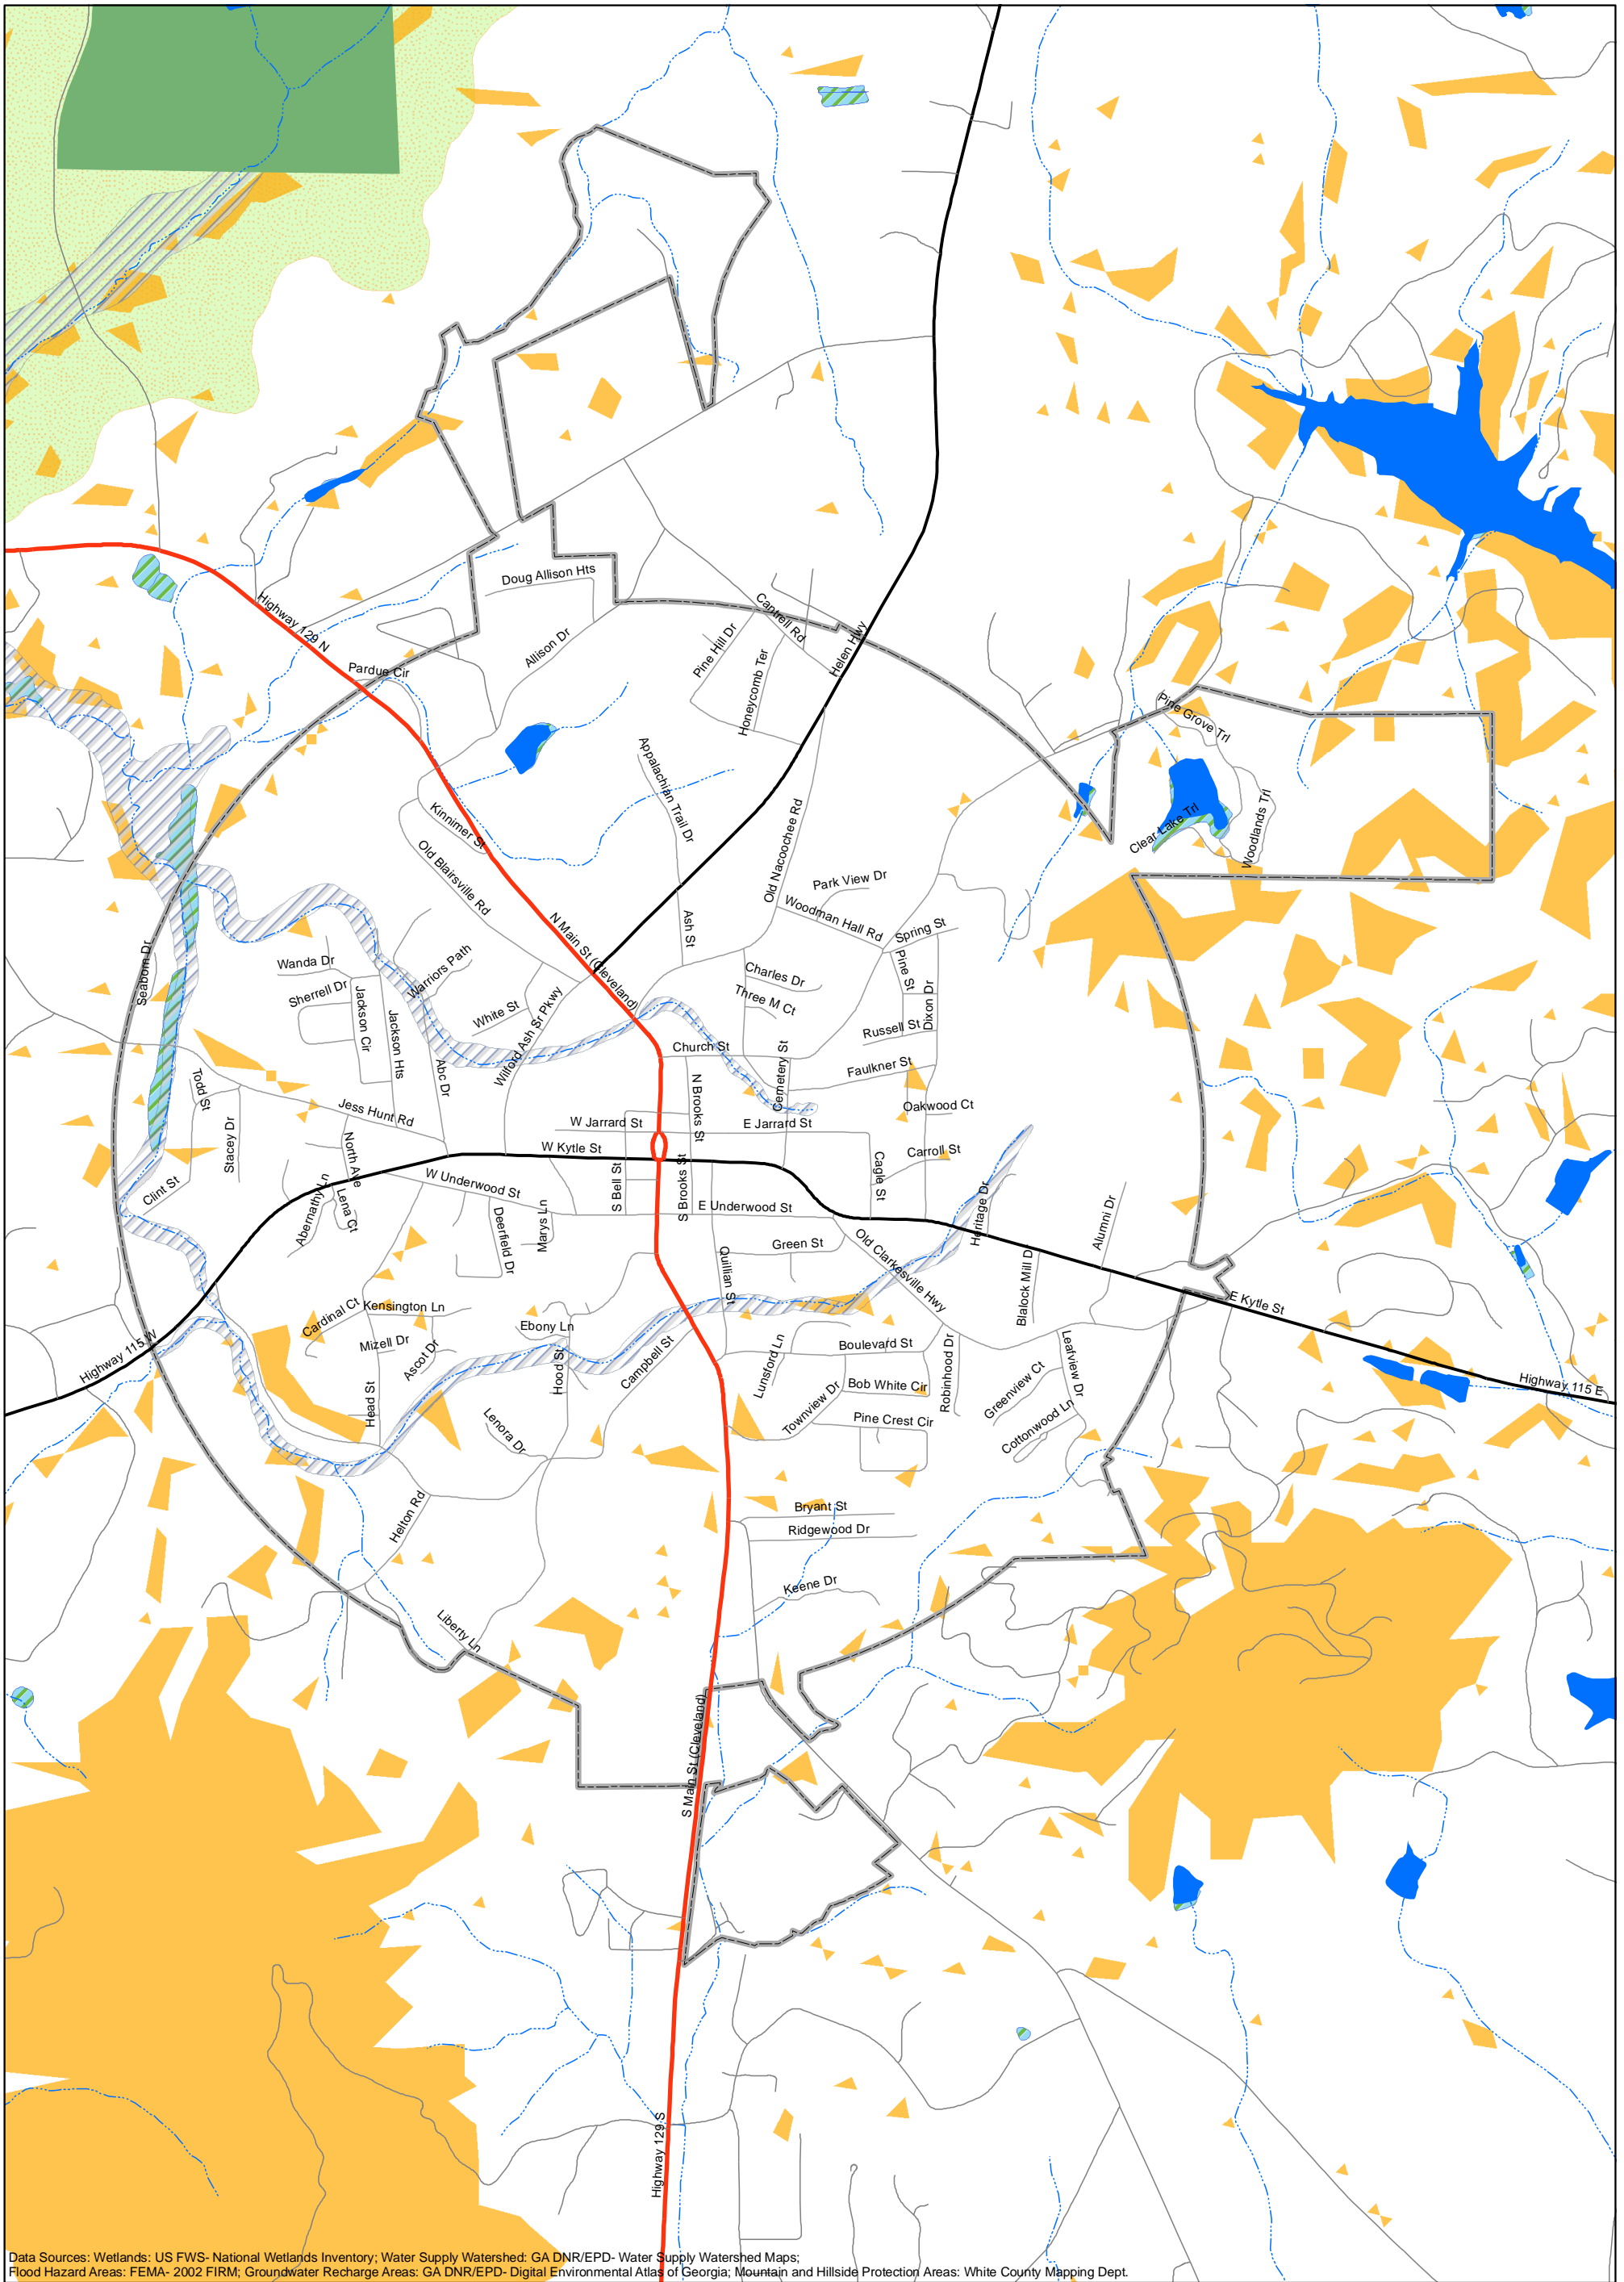 Doug Allison Hts
Highway 129 N
Cantrell Rd
Allison Dr
Pine Hill Dr
Helen Hwy
Honeycomb Ter
Pardue Cir
Pine Grove Trl
Appalachian Trail Dr
Kinnimer St
Old Nacoochee Rd
Clear Lake Trl
Woodlands Trl
Old Blairsville Rd
Park View Dr
Woodman Hall Rd
Ash St
N Main St (Cleveland)
Spring St
Seaborn Dr
Wanda Dr
Warriors Path
Charles Dr
Pine St
Sherrell Dr
Three M Ct
Dixon Dr
Jackson Cir
Jackson Hts
White St
Wilford Ash Sr Pkwy
Russell St
Church St
Cemetery St
Faulkner St
Abc Dr
Todd St
N Brooks St
Jess Hunt Rd
Oakwood Ct
W Jarrard St
E Jarrard St
Stacey Dr
North Ave
W Kytle St
Carroll St
Cagle St
Clint St
W Underwood St
S Bell St
S Brooks St
E Underwood St
Abernathy Ln
Lena Ct
Deerfield Dr
Marys Ln
Heritage Dr
Alumni Dr
Green St
Quillian St
Old Clarkesville Hwy
Blalock Mill Dr
E Kytle St
Cardinal Ct
Kensington Ln
Ebony Ln
Highway 115 W
Mizell Dr
Ascot Dr
Boulevard St
Lunsford Ln
Campbell St
Hood St
Robinhood Dr
Leafview Dr
Greenview Ct
Highway 115 E
Head St
Townview Dr
Bob White Cir
Pine Crest Cir
Cottonwood Ln
Lenora Dr
Helton Rd
Bryant St
Ridgewood Dr
Keene Dr
Liberty Ln
S Main St (Cleveland)
Highway 129 S
Data Sources: Wetlands: US FWS- National Wetlands Inventory; Water Supply Watershed: GA DNR/EPD- Water Supply Watershed Maps;
Flood Hazard Areas: FEMA- 2002 FIRM; Groundwater Recharge Areas: GA DNR/EPD- Digital Environmental Atlas of Georgia; Mountain and Hillside Protection Areas: White County Mapping Dept.